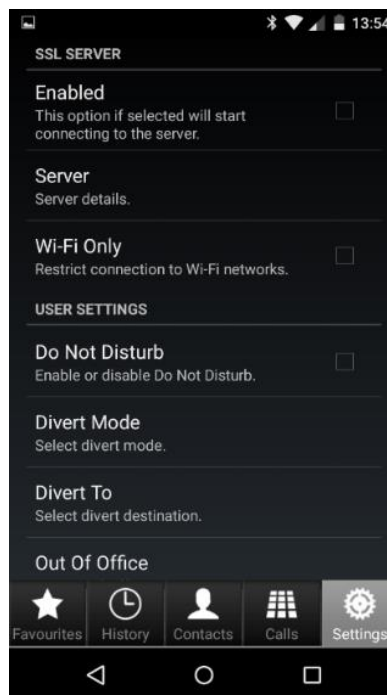 13:54
SSL SERVER
Enabled
This option if selected will start
connecting to the server.
Server
Server details.
Wi-Fi Only
Restrict connection to Wi-Fi networks.
USER SETTINGS
Do Not Disturb
Enable or disable Do Not Disturb.
Divert Mode
Select divert mode.
Divert To
Select divert destination.
Out Of Office
Favourites History Contacts Calls Settings